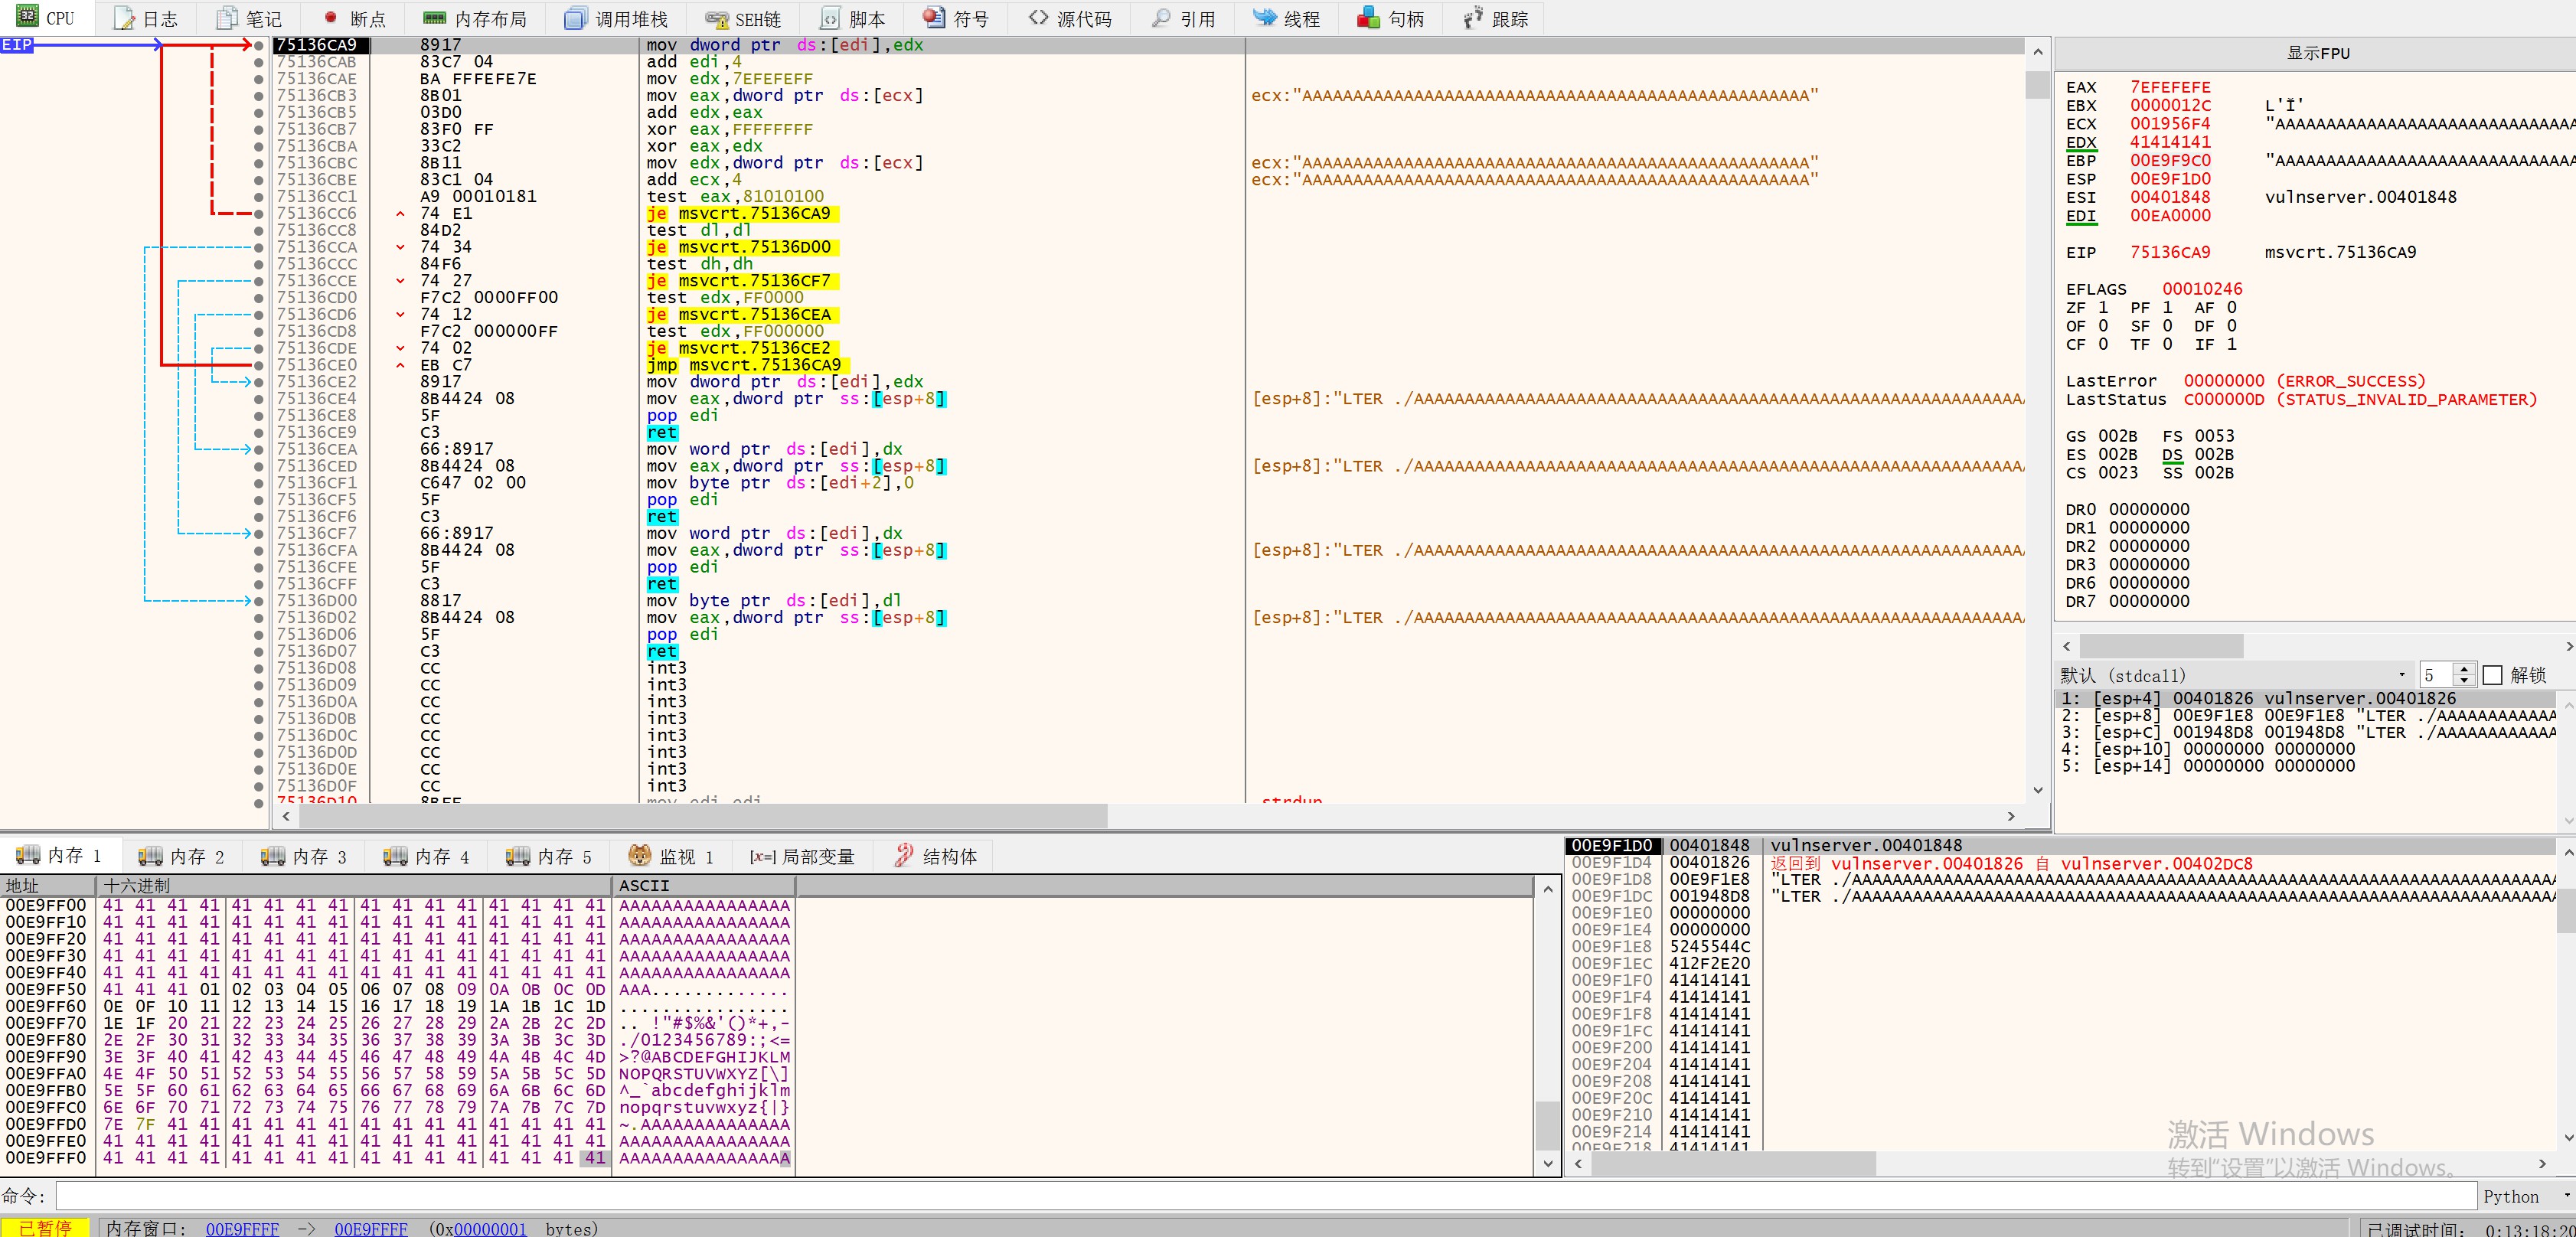 CPU 日志 笔记 断点 内存布局 调用堆栈 SEH链 脚本 符号 源代码 引用 线程 句柄 跟踪
EIP
75136CA9 8917 mov dword ptr ds:[edi],edx
75136CAB 83C7 04 add edi,4
75136CAE BA FFFEFE7E mov edx,7EFEFEFF
75136CB3 8B01 mov eax,dword ptr ds:[ecx]
75136CB5 03D0 add edx,eax
75136CB7 83F0 FF xor eax,FFFFFFFF
75136CBA 33C2 xor eax,edx
75136CBC 8B11 mov edx,dword ptr ds:[ecx]
75136CBE 83C1 04 add ecx,4
75136CC1 A9 00010181 test eax,81010100
75136CC6 74 E1 je msvcrt.75136CA9
75136CC8 84D2 test dl,dl
75136CCA 74 34 je msvcrt.75136D00
75136CCC 84F6 test dh,dh
75136CCE 74 27 je msvcrt.75136CF7
75136CD0 F7C2 0000FF00 test edx,FF0000
75136CD6 74 12 je msvcrt.75136CEA
75136CD8 F7C2 000000FF test edx,FF000000
75136CDE 74 02 je msvcrt.75136CE2
75136CE0 EB C7 jmp msvcrt.75136CA9
75136CE2 8917 mov dword ptr ds:[edi],edx
75136CE4 8B4424 08 mov eax,dword ptr ss:[esp+8]
75136CE8 5F pop edi
75136CE9 C3 ret
75136CEA 66:8917 mov word ptr ds:[edi],dx
75136CED 8B4424 08 mov eax,dword ptr ss:[esp+8]
75136CF1 C647 02 00 mov byte ptr ds:[edi+2],0
75136CF5 5F pop edi
75136CF6 C3 ret
75136CF7 66:8917 mov word ptr ds:[edi],dx
75136CFA 8B4424 08 mov eax,dword ptr ss:[esp+8]
75136CFE 5F pop edi
75136CFF C3 ret
75136D00 8817 mov byte ptr ds:[edi],dl
75136D02 8B4424 08 mov eax,dword ptr ss:[esp+8]
75136D06 5F pop edi
75136D07 C3 ret
75136D08 CC int3
75136D09 CC int3
75136D0A CC int3
75136D0B CC int3
75136D0C CC int3
75136D0D CC int3
75136D0E CC int3
75136D0F CC int3
75136D10 8BFF mov edi,edi strdup
显示FPU
EAX 7EFEFEFE
EBX 0000012C L'Ĭ'
ECX 001956F4
EDX 41414141
EBP 00E9F9C0
ESP 00E9F1D0
ESI 00401848 vulnserver.00401848
EDI 00EA0000
EIP 75136CA9 msvcrt.75136CA9
EFLAGS 00010246
ZF 1 PF 1 AF 0
OF 0 SF 0 DF 0
CF 0 TF 0 IF 1
LastError 00000000 (ERROR_SUCCESS)
LastStatus C000000D (STATUS_INVALID_PARAMETER)
GS 002B FS 0053
ES 002B DS 002B
CS 0023 SS 002B
DR0 00000000
DR1 00000000
DR2 00000000
DR3 00000000
DR6 00000000
DR7 00000000
默认 (stdcall) 5 解锁
1: [esp+4] 00401826 vulnserver.00401826
2: [esp+8] 00E9F1E8 00E9F1E8 "LTER ./AAAAAAAAAAAA
3: [esp+C] 001948D8 001948D8 "LTER ./AAAAAAAAAAAA
4: [esp+10] 00000000 00000000
5: [esp+14] 00000000 00000000
内存 1 内存 2 内存 3 内存 4 内存 5 监视 1 [x=] 局部变量 结构体
地址 十六进制 ASCII
00E9FF00 41 41 41 41 41 41 41 41 41 41 41 41 41 41 41 41 AAAAAAAAAAAAAAAA
00E9FF10 41 41 41 41 41 41 41 41 41 41 41 41 41 41 41 41 AAAAAAAAAAAAAAAA
00E9FF20 41 41 41 41 41 41 41 41 41 41 41 41 41 41 41 41 AAAAAAAAAAAAAAAA
00E9FF30 41 41 41 41 41 41 41 41 41 41 41 41 41 41 41 41 AAAAAAAAAAAAAAAA
00E9FF40 41 41 41 41 41 41 41 41 41 41 41 41 41 41 41 41 AAAAAAAAAAAAAAAA
00E9FF50 41 41 41 01 02 03 04 05 06 07 08 09 0A 0B 0C 0D AAA.............
00E9FF60 0E 0F 10 11 12 13 14 15 16 17 18 19 1A 1B 1C 1D ................
00E9FF70 1E 1F 20 21 22 23 24 25 26 27 28 29 2A 2B 2C 2D .. !"#$%&'()*+,-
00E9FF80 2E 2F 30 31 32 33 34 35 36 37 38 39 3A 3B 3C 3D ./0123456789:;<=
00E9FF90 3E 3F 40 41 42 43 44 45 46 47 48 49 4A 4B 4C 4D >?@ABCDEFGHIJKLM
00E9FFA0 4E 4F 50 51 52 53 54 55 56 57 58 59 5A 5B 5C 5D NOPQRSTUVWXYZ[\]
00E9FFB0 5E 5F 60 61 62 63 64 65 66 67 68 69 6A 6B 6C 6D ^_`abcdefghijklm
00E9FFC0 6E 6F 70 71 72 73 74 75 76 77 78 79 7A 7B 7C 7D nopqrstuvwxyz{|}
00E9FFD0 7E 7F 41 41 41 41 41 41 41 41 41 41 41 41 41 41 ~.AAAAAAAAAAAAAA
00E9FFE0 41 41 41 41 41 41 41 41 41 41 41 41 41 41 41 41 AAAAAAAAAAAAAAAA
00E9FFF0 41 41 41 41 41 41 41 41 41 41 41 41 41 41 41 41 AAAAAAAAAAAAAAAA
00E9F1D0 00401848 vulnserver.00401848
00E9F1D4 00401826 返回到 vulnserver.00401826 自 vulnserver.00402DC8
00E9F1D8 00E9F1E8
00E9F1DC 001948D8
00E9F1E0 00000000
00E9F1E4 00000000
00E9F1E8 5245544C
00E9F1EC 412F2E20
00E9F1F0 41414141
00E9F1F4 41414141
00E9F1F8 41414141
00E9F1FC 41414141
00E9F200 41414141
00E9F204 41414141
00E9F208 41414141
00E9F20C 41414141
00E9F210 41414141
00E9F214 41414141
00E9F218 41414141
激活 Windows
转到"设置"以激活 Windows。
命令: Python
已暂停 内存窗口: 00E9FFFF -> 00E9FFFF (0x00000001 bytes) 已调试时间: 0:13:18:20